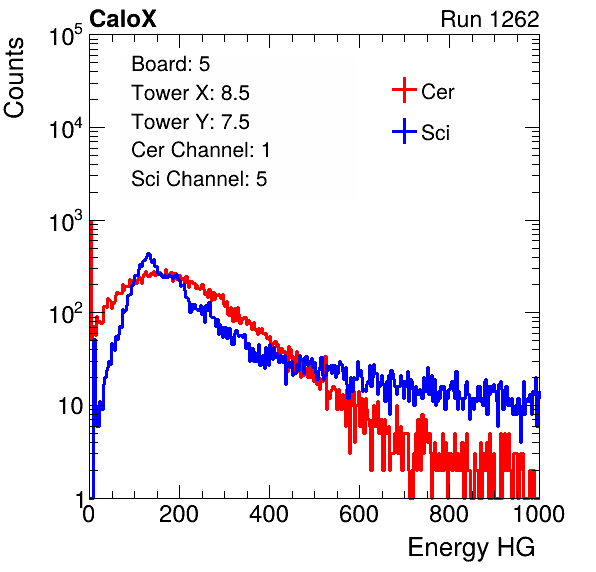 CaloX Run 1262
Counts
10^5
10^4
10^3
10^2
10
1
Board: 5
Tower X: 8.5
Tower Y: 7.5
Cer Channel: 1
Sci Channel: 5
Cer
Sci
0 200 400 600 800 1000
Energy HG